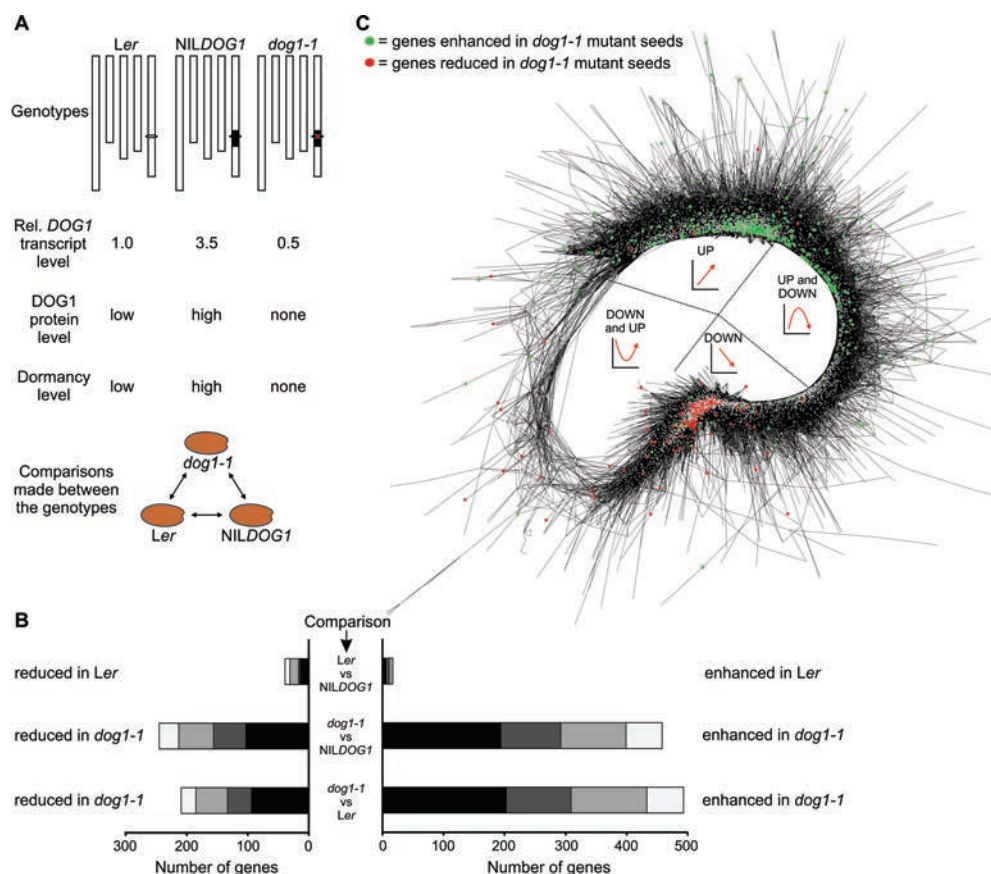 A
Ler NILDOG1 dog1-1
Genotypes
Rel. DOG1
transcript
level
1.0 3.5 0.5
DOG1
protein
level
low high none
Dormancy
level
low high none
Comparisons
made between
the genotypes
dog1-1
Ler NILDOG1
C
= genes enhanced in dog1-1 mutant seeds
= genes reduced in dog1-1 mutant seeds
UP
UP and
DOWN
DOWN
and UP
DOWN
B
Comparison
reduced in Ler
Ler
vs
NILDOG1
enhanced in Ler
reduced in dog1-1
dog1-1
vs
NILDOG1
enhanced in dog1-1
reduced in dog1-1
dog1-1
vs
Ler
enhanced in dog1-1
300 200 100 0
Number of genes
0 100 200 300 400 500
Number of genes